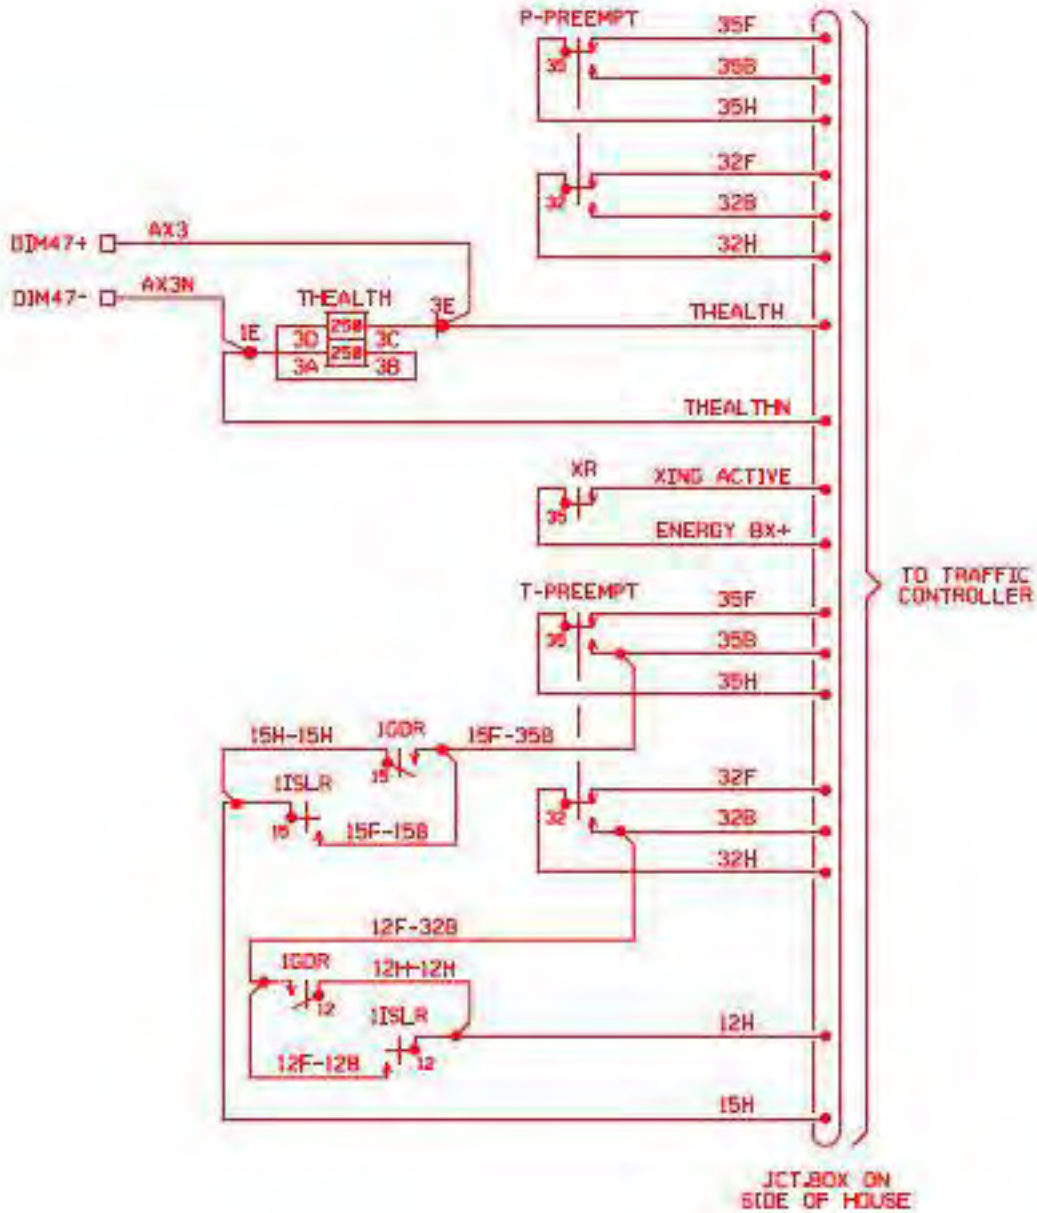 P-PREEMPT
35F
35
35B
35H
32F
32
32B
32H
DIM47+
AX3
DIM47-
AX3N
THEALTH
3E
THEALTH
1E
250
3D
3C
250
3A
3B
THEALTHN
XR
XING ACTIVE
35
ENERGY BX+
TO TRAFFIC
CONTROLLER
T-PREEMPT
35F
35
35B
35H
15H-15H
1GDR
15F-35B
15
1ISLR
32F
15
15F-15B
32
32B
32H
12F-32B
1GDR
12H-12H
12
1ISLR
12H
12F-12B
12
15H
JCT.BOX ON
SIDE OF HOUSE